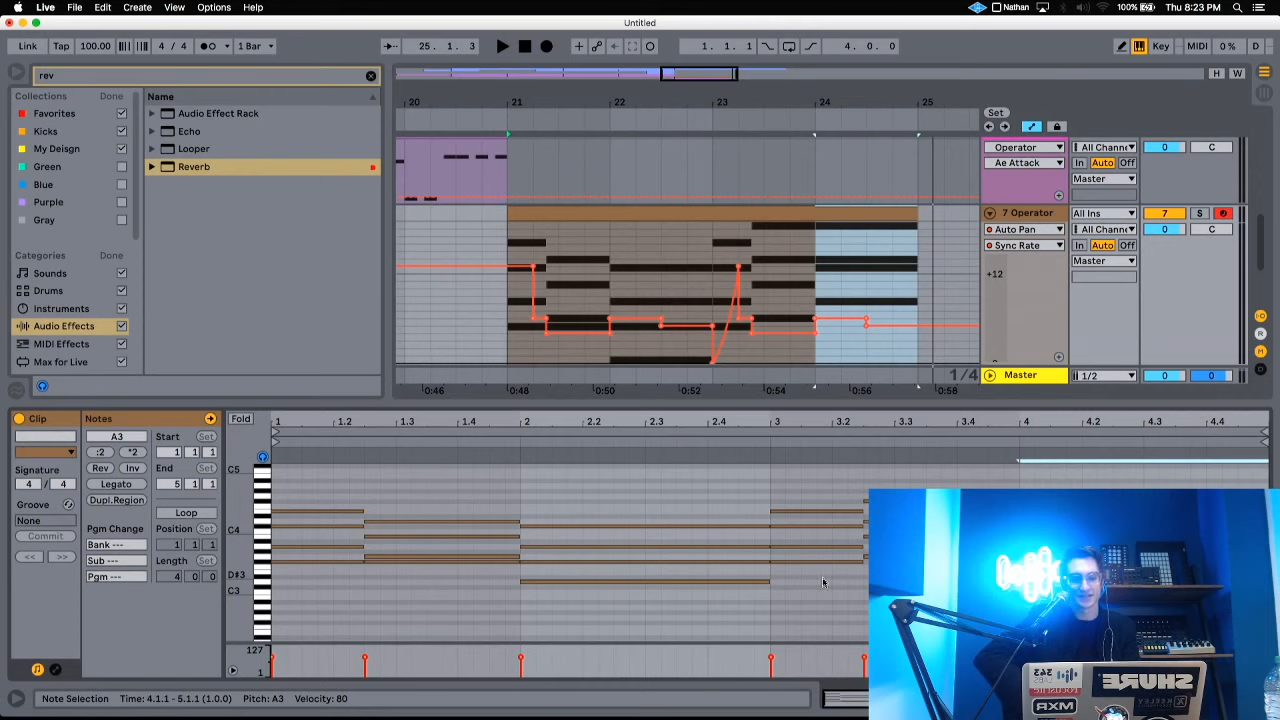 Live File Edit Create View Options Help Nathan 100% Thu 8:23 PM
Untitled
Link Tap 100.00 4 / 4 1 Bar 25. 1. 3 1. 1. 1 4. 0. 0 Key MIDI 0 % D
rev
Collections Done Name
Favorites Audio Effect Rack
Kicks Echo
My Deisgn Looper
Green Reverb
Blue
Purple
Gray
Categories Done
Sounds
Drums
Instruments
Audio Effects
MIDI Effects
Max for Live
H W
20 21 22 23 24 25
Set
Operator All Channe 0 C
Ae Attack In Auto Off
Master
7 Operator All Ins 7 S
Auto Pan All Channe 0 C
Sync Rate In Auto Off
Master
+12
1/4 Master 1/2 0 0
0:46 0:48 0:50 0:52 0:54 0:56 0:58
Clip Notes Fold 1 1.2 1.3 1.4 2 2.2 2.3 2.4 3 3.2 3.3 3.4 4 4.2 4.3 4.4
A3 Start Set
:2 *2 1 1 1
Signature Rev Inv End Set
4 / 4 Legato 5 1 1
Groove Dupl.Region Loop
None Pgm Change Position Set
Commit Bank --- 1 1 1
<< >> Sub --- Length Set
Pgm --- 4 0 0
C5
C4
D#3
C3
127
1
Note Selection Time: 4.1.1 - 5.1.1 (1.0.0) Pitch: A3 Velocity: 80
SHURE
MXR